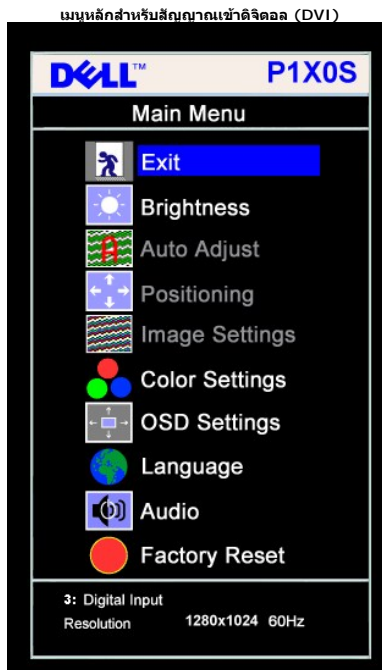 เมนูหลักสำหรับสัญญาณเข้าดิจิตอล (DVI)
DELL™ P1X0S
Main Menu
Exit
Brightness
Auto Adjust
Positioning
Image Settings
Color Settings
OSD Settings
Language
Audio
Factory Reset
3: Digital Input
Resolution 1280x1024 60Hz